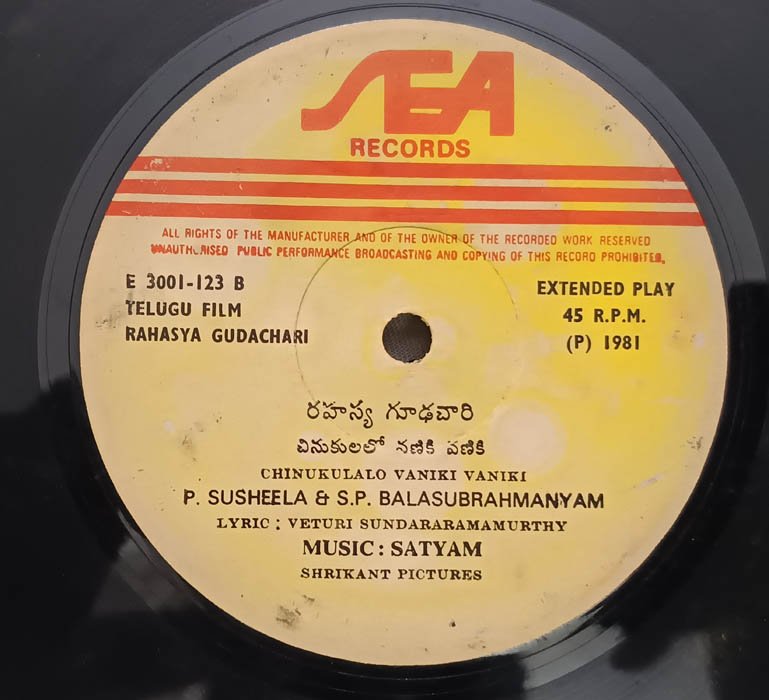 SEA
RECORDS
ALL RIGHTS OF THE MANUFACTURER AND OF THE OWNER OF THE RECORDED WORK RESERVED
UNAUTHORISED PUBLIC PERFORMANCE BROADCASTING AND COPYING OF THIS RECORD PROHIBITED.
E 3001-123 B
TELUGU FILM
RAHASYA GUDACHARI
EXTENDED PLAY
45 R.P.M.
(P) 1981
రహస్య గూఢచారి
చినుకులలో నణికి వణికి
CHINUKULALO VANIKI VANIKI
P. SUSHEELA & S.P. BALASUBRAHMANYAM
LYRIC : VETURI SUNDARARAMAMURTHY
MUSIC : SATYAM
SHRIKANT PICTURES